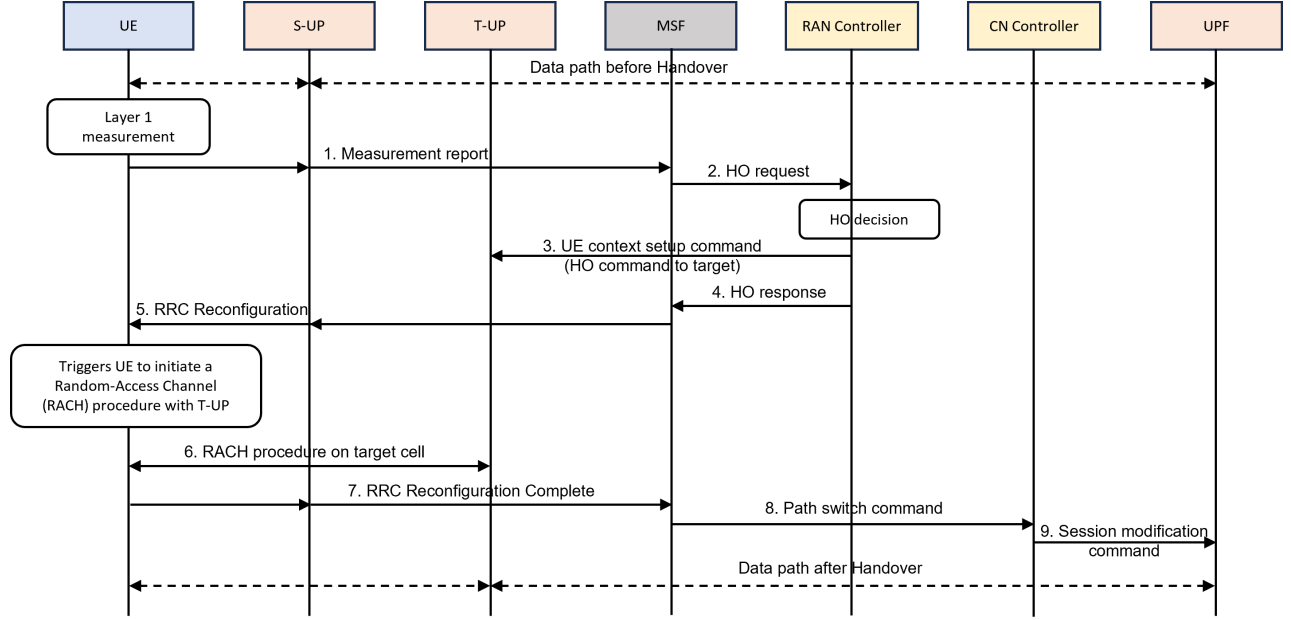 UE
S-UP
T-UP
MSF
RAN Controller
CN Controller
UPF
Data path before Handover
Layer 1
measurement
1. Measurement report
2. HO request
HO decision
3. UE context setup command
(HO command to target)
4. HO response
5. RRC Reconfiguration
Triggers UE to initiate a
Random-Access Channel
(RACH) procedure with T-UP
6. RACH procedure on target cell
7. RRC Reconfiguration Complete
8. Path switch command
9. Session modification
command
Data path after Handover